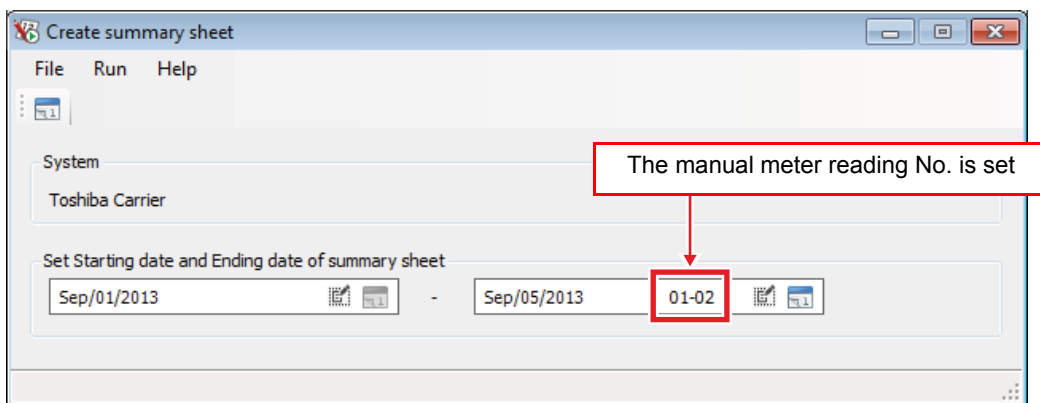 Create summary sheet
File Run Help
The manual meter reading No. is set
System
Toshiba Carrier
Set Starting date and Ending date of summary sheet
Sep/01/2013 - Sep/05/2013 01-02